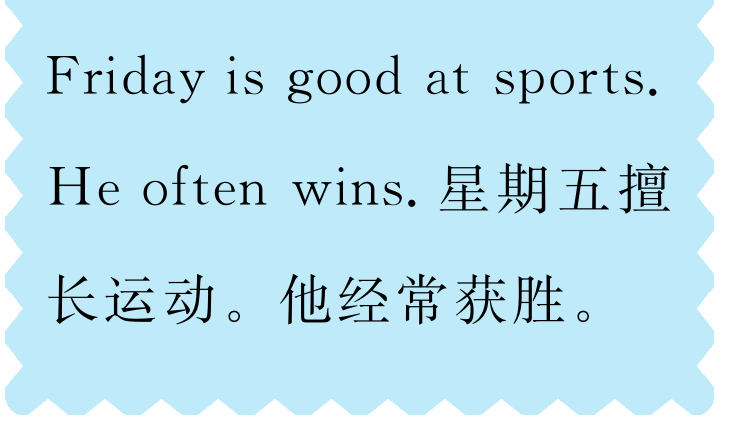 Friday is good at sports.
He often wins. 星期五擅
长运动。他经常获胜。